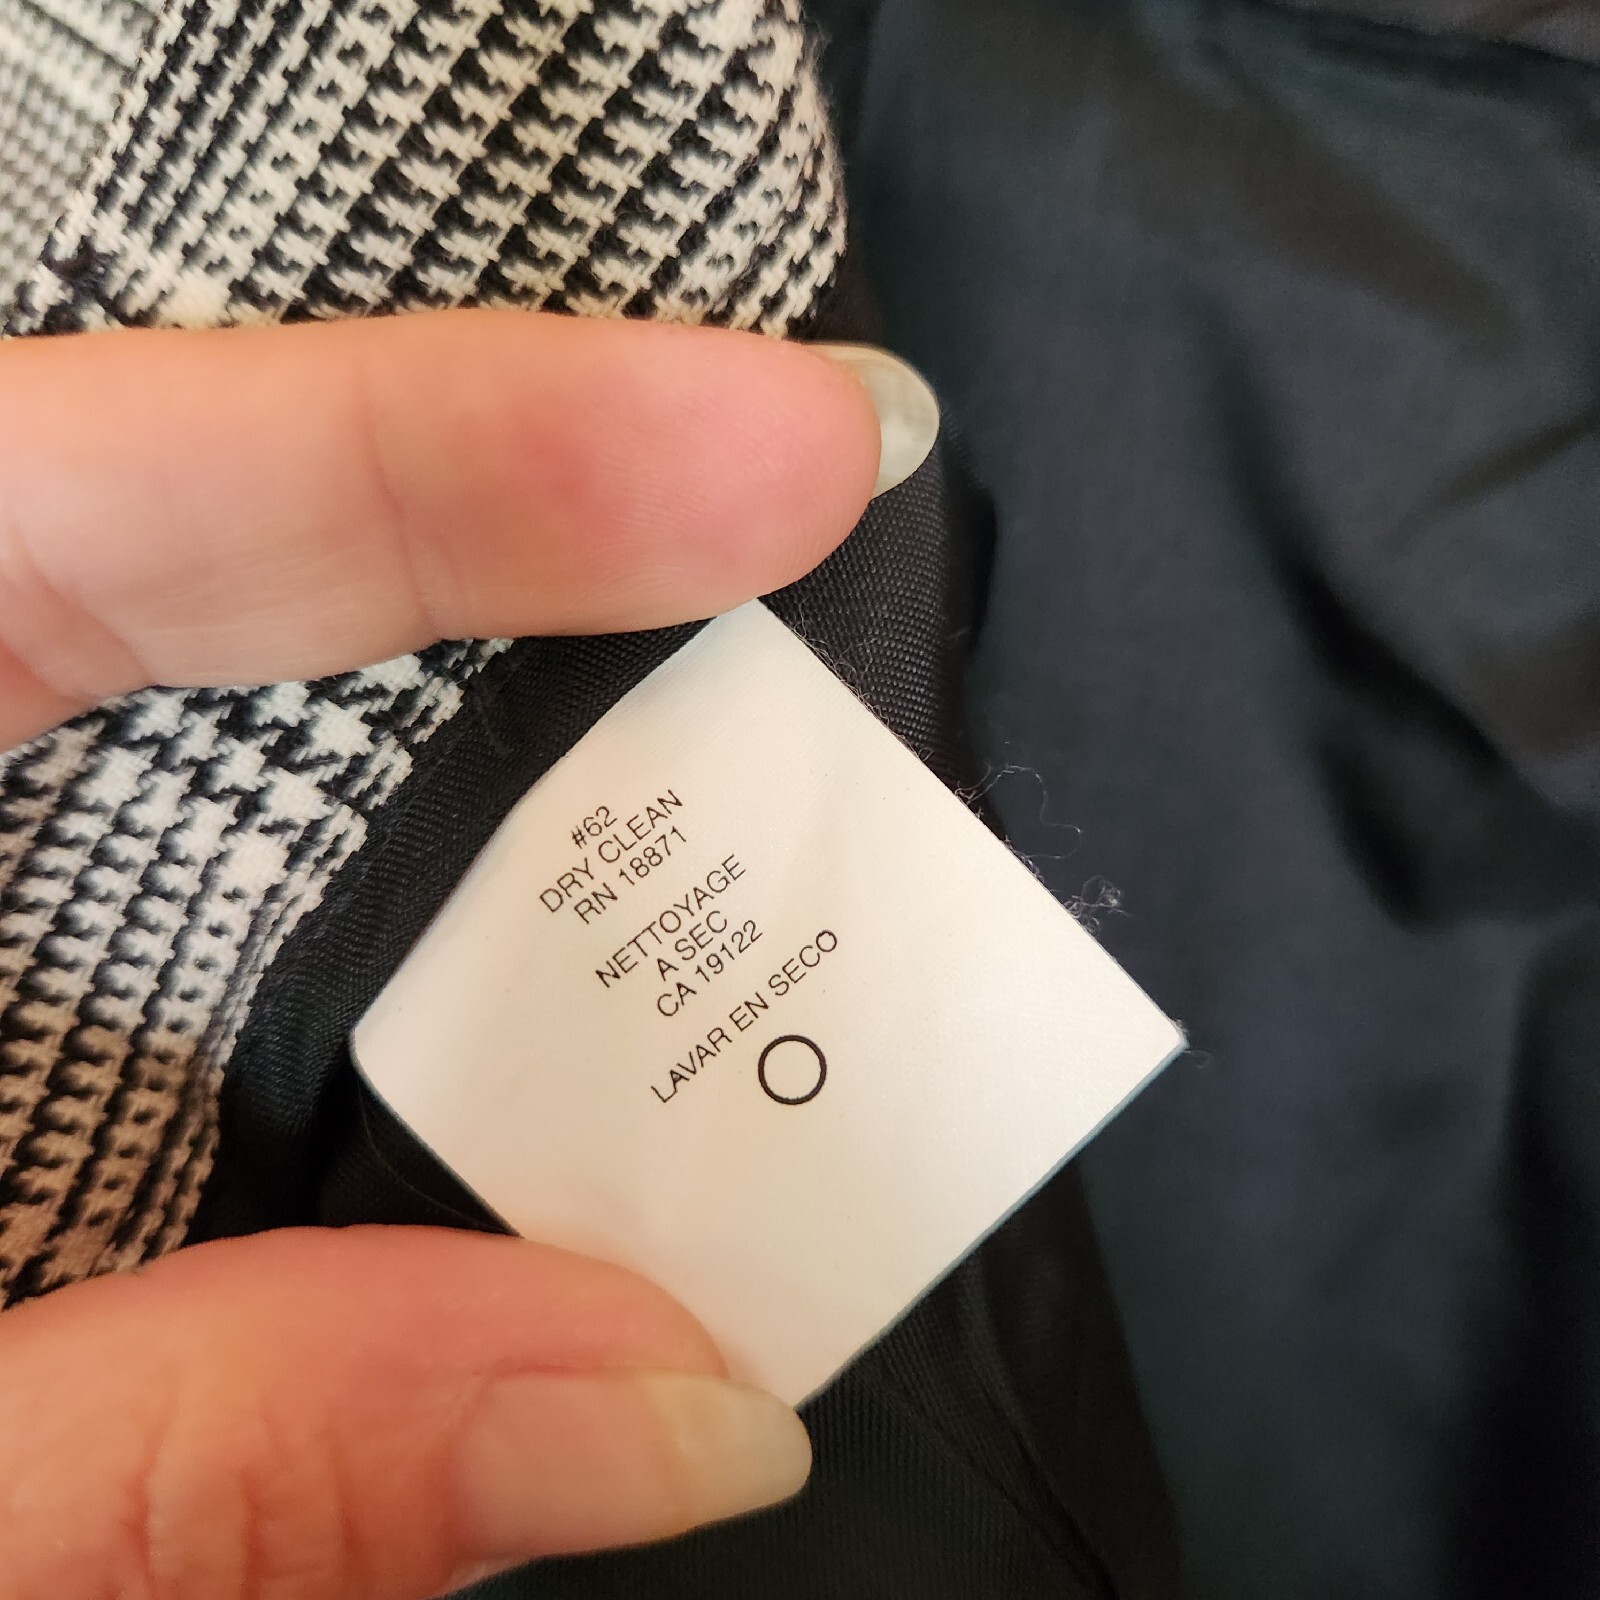 #62
DRY CLEAN
RN 18871
NETTOYAGE
A SEC
CA 19122
LAVAR EN SECO